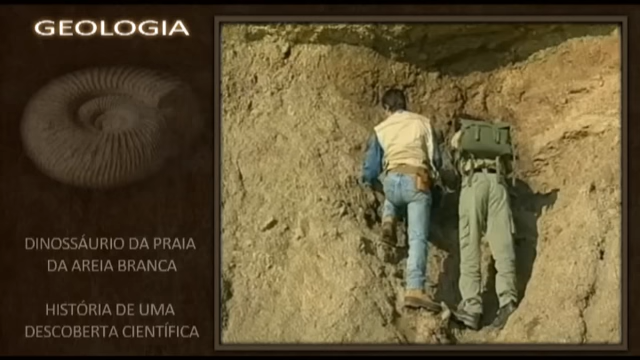 GEOLOGIA
DINOSSÁURIO DA PRAIA
DA AREIA BRANCA
HISTÓRIA DE UMA
DESCOBERTA CIENTÍFICA